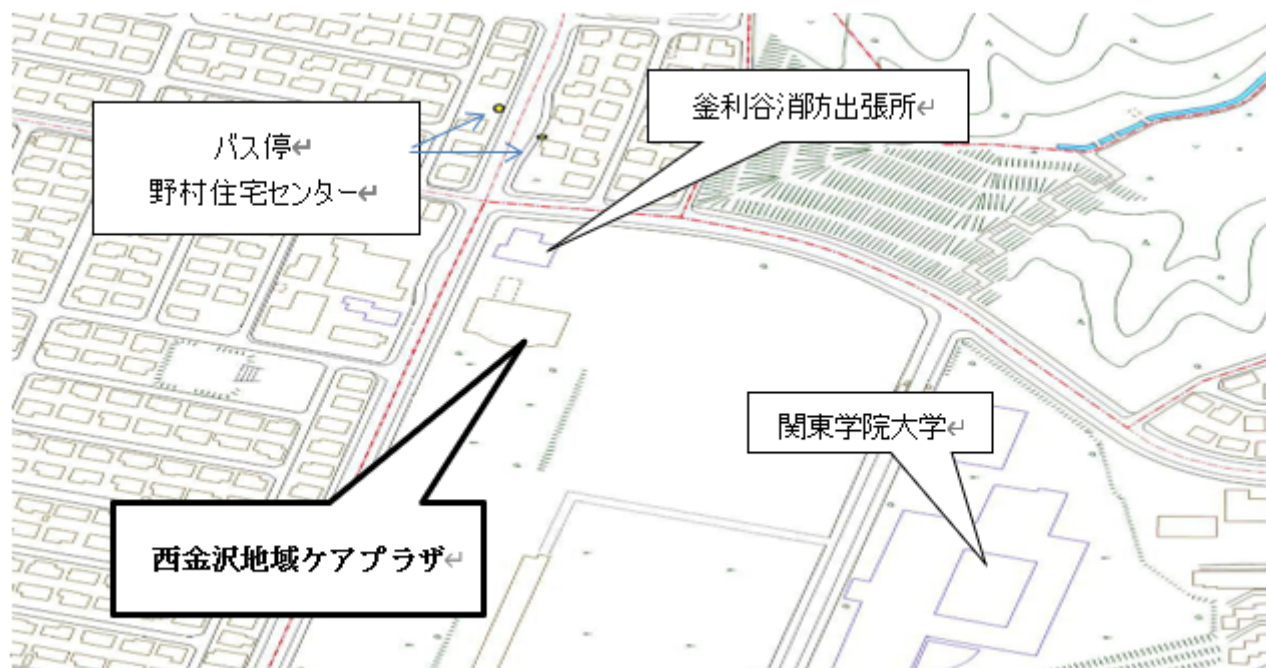 釜利谷消防出張所↵
バス停↵
野村住宅センター↵
関東学院大学↵
西金沢地域ケアプラザ↵